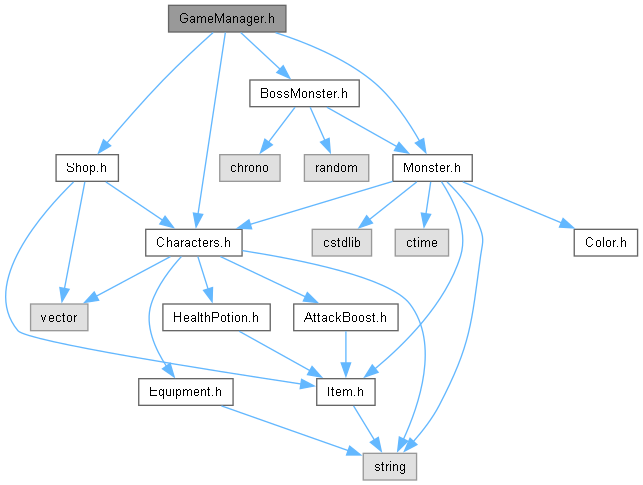 GameManager.h
BossMonster.h
Shop.h
chrono
random
Monster.h
Characters.h
cstdlib
ctime
Color.h
vector
HealthPotion.h
AttackBoost.h
Equipment.h
Item.h
string